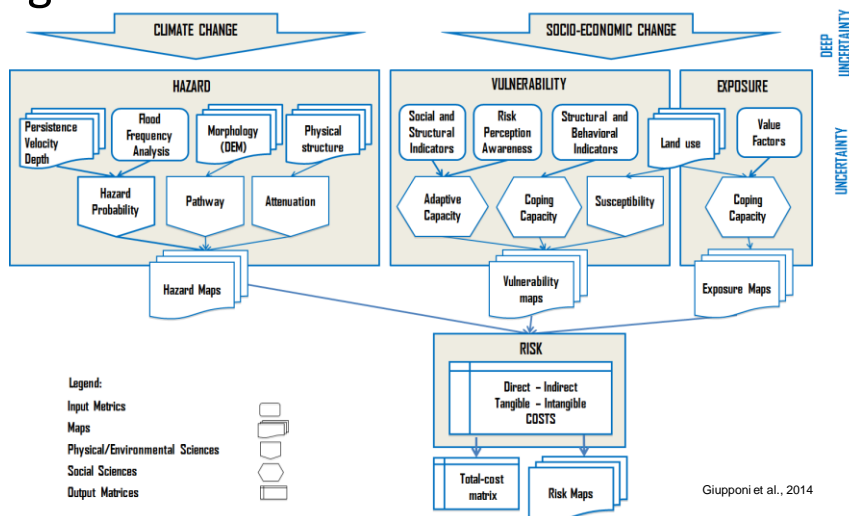 CLIMATE CHANGE
SOCIO-ECONOMIC CHANGE
DEEP
UNCERTAINTY
HAZARD
VULNERABILITY
EXPOSURE
Persistence
Velocity
Depth
Flood
Frequency
Analysis
Morphology
(DEM)
Physical
structure
Social and
Structural
Indicators
Risk
Perception
Awareness
Structural and
Behavioral
Indicators
Land use
Value
Factors
UNCERTAINTY
Hazard
Probability
Pathway
Attenuation
Adaptive
Capacity
Coping
Capacity
Susceptibility
Coping
Capacity
Hazard Maps
Vulnerability
maps
Exposure Maps
RISK
Direct – Indirect
Tangible – Intangible
COSTS
Total-cost
matrix
Risk Maps
Legend:
Input Metrics
Maps
Physical/Environmental Sciences
Social Sciences
Output Matrices
Giupponi et al., 2014